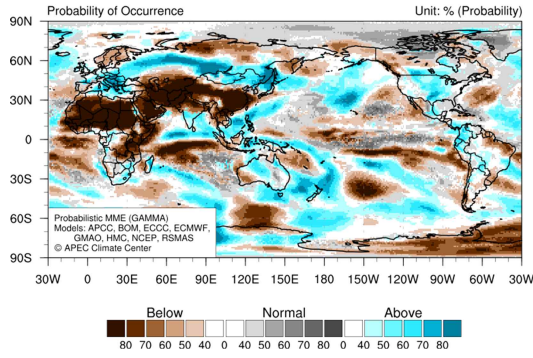 Probability of Occurrence Unit: % (Probability)
90N
60N
30N
0
30S
60S
90S
Probabilistic MME (GAMMA)
Models: APCC, BOM, ECCC, ECMWF,
GMAO, HMC, NCEP, RSMAS
© APEC Climate Center
30W 0 30E 60E 90E 120E 150E 180 150W 120W 90W 60W 30W
Below Normal Above
80 70 60 50 40 0 40 50 60 70 80 0 40 50 60 70 80